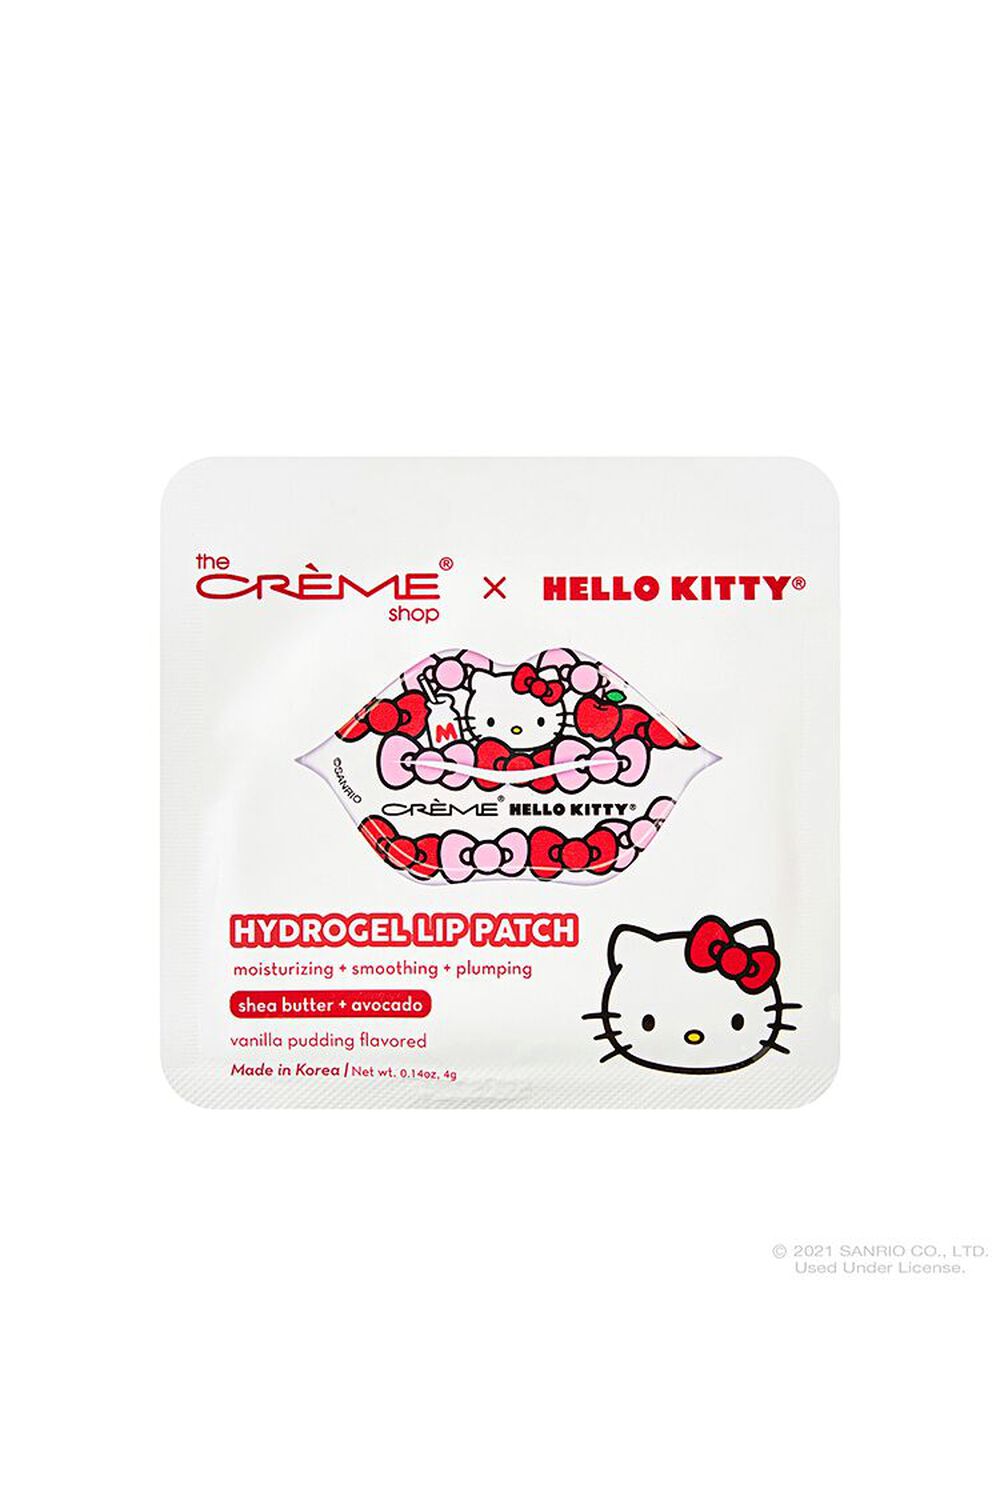 the
CRÈME®
shop
× HELLO KITTY®
M
©SANRIO
CRÈME® HELLO KITTY®
HYDROGEL LIP PATCH
moisturizing + smoothing + plumping
shea butter + avocado
vanilla pudding flavored
Made in Korea | Net wt. 0.14oz, 4g
© 2021 SANRIO CO., LTD.
Used Under License.